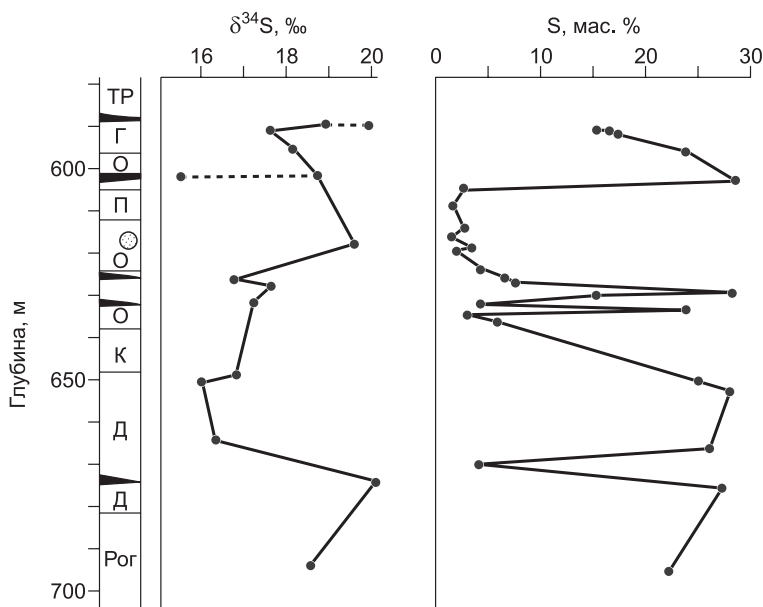 δ³⁴S, ‰
S, мас. %
16 18 20
0 10 20 30
ТР
Г
О
600
П
О
О
К
650
Д
Д
Рог
700
Глубина, м